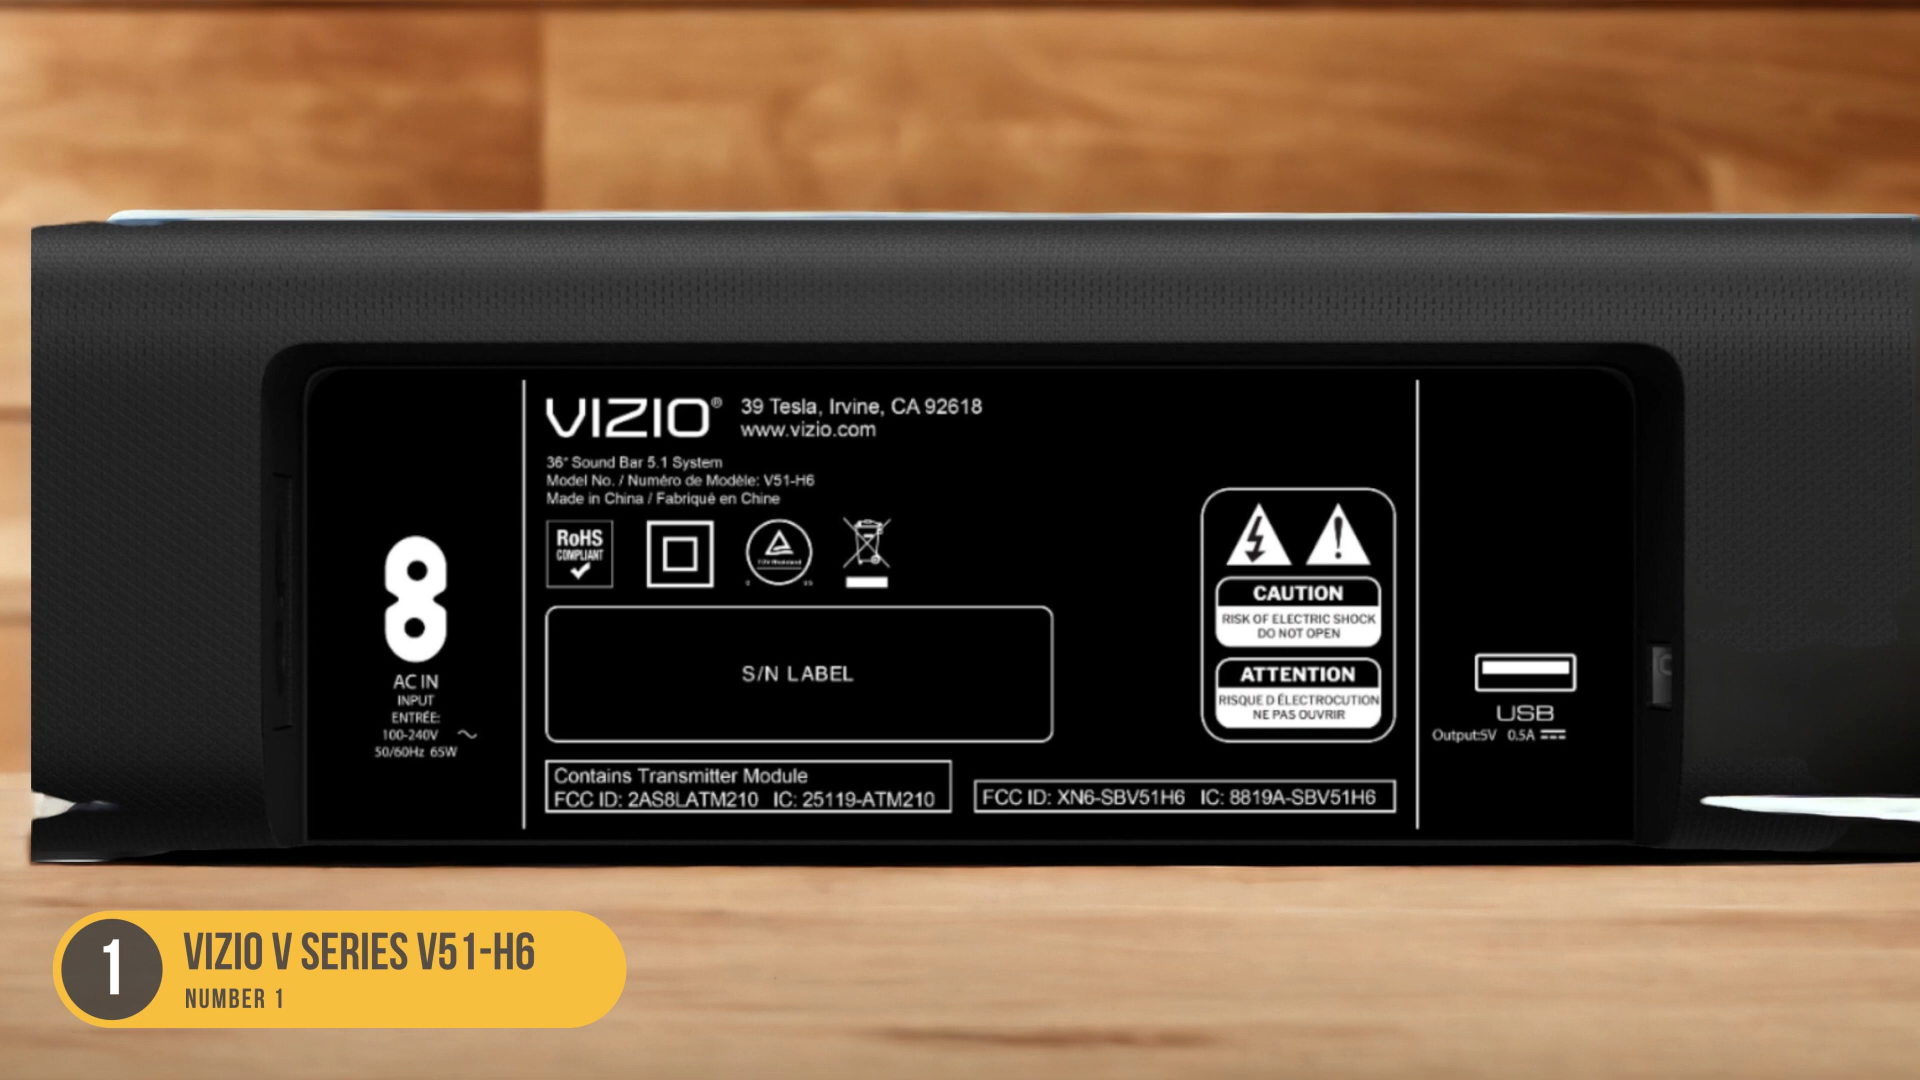 VIZIO®
39 Tesla, Irvine, CA 92618
www.vizio.com
36" Sound Bar 5.1 System
Model No. / Numéro de Modèle: V51-H6
Made in China / Fabriqué en Chine
RoHS
COMPLIANT
S/N LABEL
Contains Transmitter Module
FCC ID: 2AS8LATM210 IC: 25119-ATM210
FCC ID: XN6-SBV51H6 IC: 8819A-SBV51H6
AC IN
INPUT
ENTRÉE:
100-240V ~
50/60Hz 65W
CAUTION
RISK OF ELECTRIC SHOCK
DO NOT OPEN
ATTENTION
RISQUE D ÉLECTROCUTION
NE PAS OUVRIR
USB
Output:5V 0.5A
1
VIZIO V SERIES V51-H6
NUMBER 1